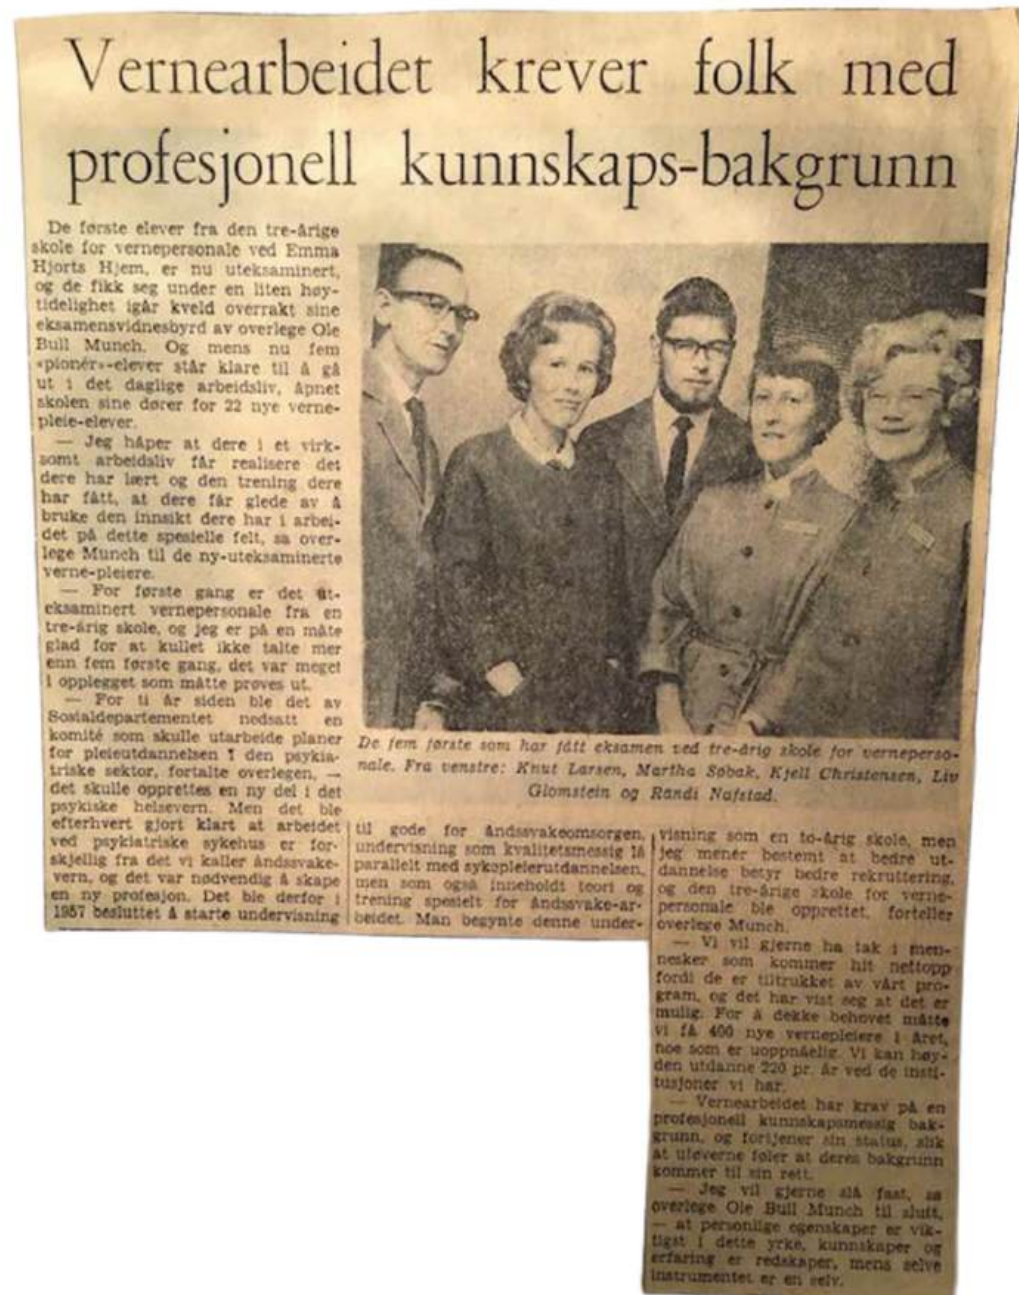 Vernearbeidet krever folk med
profesjonell kunnskaps-bakgrunn
De første elever fra den tre-årige
skole for vernepersonale ved Emma
Hjorts Hjem, er nu uteksaminert,
og de fikk seg under en liten høy-
tidelighet igår kveld overrakt sine
eksamensvidnesbyrd av overlege Ole
Bull Munch. Og mens nu fem
«pionér»-elever står klare til å gå
ut i det daglige arbeidsliv, åpnet
skolen sine dører for 22 nye verne-
pleie-elever.
— Jeg håper at dere i et virk-
somt arbeidsliv får realisere det
dere har lært og den trening dere
har fått, at dere får glede av å
bruke den innsikt dere har i arbei-
det på dette spesielle felt, sa over-
lege Munch til de ny-uteksaminerte
verne-pleiere.
— For første gang er det ut-
eksaminert vernepersonale fra en
tre-årig skole, og jeg er på en måte
glad for at kullet ikke talte mer
enn fem første gang, det var meget
i opplegget som måtte prøves ut.
— For ti år siden ble det av
Sosialdepartementet nedsatt en
komité som skulle utarbeide planer
for pleieutdannelsen i den psykia-
triske sektor, fortalte overlegen, —
det skulle opprettes en ny del i det
psykiske helsevern. Men det ble
efterhvert gjort klart at arbeidet
ved psykiatriske sykehus er for-
skjellig fra det vi kaller åndssvake-
vern, og det var nødvendig å skape
en ny profesjon. Det ble derfor i
1957 besluttet å starte undervisning
De fem første som har fått eksamen ved tre-årig skole for verneperso-
nale. Fra venstre: Knut Larsen, Martha Søbak, Kjell Christensen, Liv
Glomstein og Randi Nafstad.
til gode for åndssvakeomsorgen,
undervisning som kvalitetsmessig lå
parallelt med sykepleierutdannelsen,
men som også inneholdt teori og
trening spesielt for åndssvake-ar-
beidet. Man begynte denne under-
visning som en to-årig skole, men
jeg mener bestemt at bedre ut-
dannelse betyr bedre rekruttering,
og den tre-årige skole for verne-
personale ble opprettet, forteller
overlege Munch.
— Vi vil gjerne ha tak i men-
nesker som kommer hit nettopp
fordi de er tiltrukket av vårt pro-
gram, og det har vist seg at det er
mulig. For å dekke behovet måtte
vi få 400 nye vernepleiere i året,
noe som er uoppnåelig. Vi kan høy-
den utdanne 220 pr. år ved de insti-
tusjoner vi har.
— Vernearbeidet har krav på en
profesjonell kunnskapsmessig bak-
grunn, og fortjener sin status, slik
at utøverne føler at deres bakgrunn
kommer til sin rett.
— Jeg vil gjerne slå fast, sa
overlege Ole Bull Munch til slutt,
— at personlige egenskaper er vik-
tigst i dette yrke, kunnskaper og
erfaring er redskaper, mens selve
instrumentet er en selv.